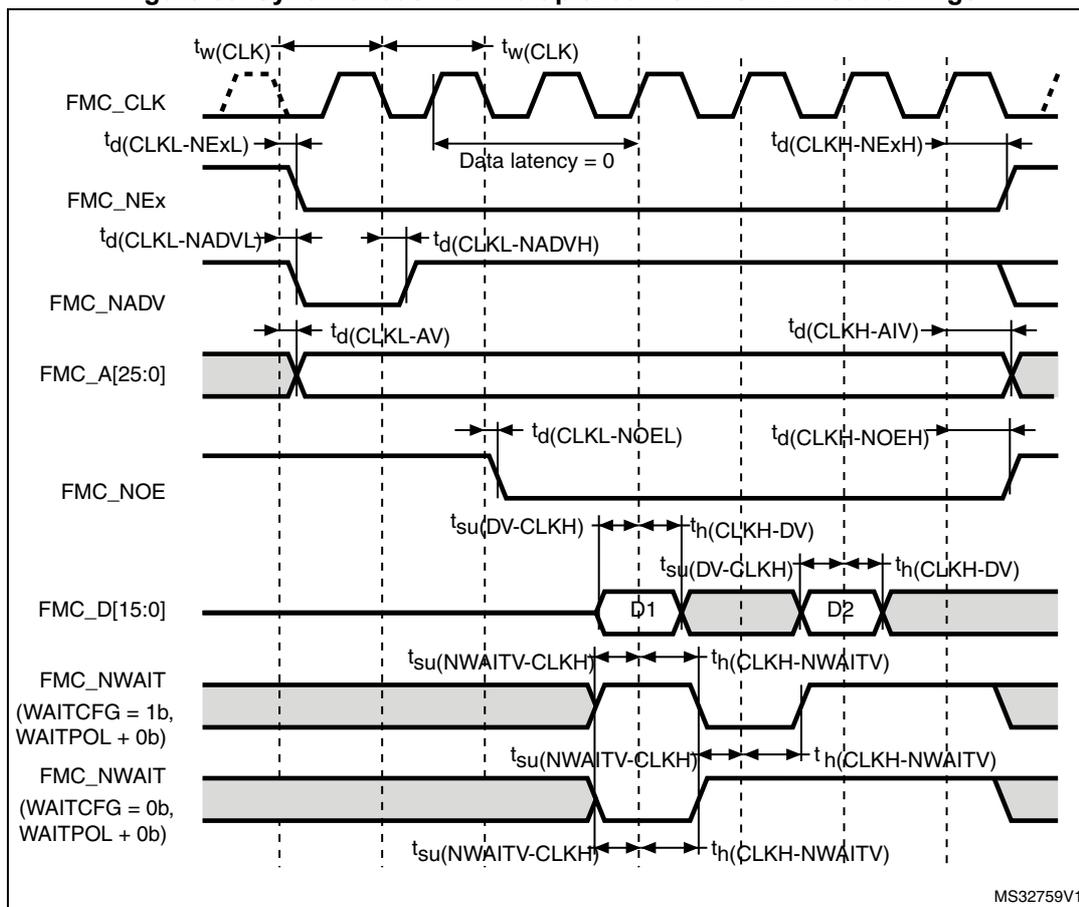 tw(CLK) tw(CLK)
FMC_CLK
td(CLKL-NExL) Data latency = 0 td(CLKH-NExH)
FMC_NEx
td(CLKL-NADVL) td(CLKL-NADVH)
FMC_NADV
td(CLKL-AV) td(CLKH-AIV)
FMC_A[25:0]
td(CLKL-NOEL) td(CLKH-NOEH)
FMC_NOE
tsu(DV-CLKH) th(CLKH-DV)
tsu(DV-CLKH) th(CLKH-DV)
FMC_D[15:0] D1 D2
tsu(NWAITV-CLKH) th(CLKH-NWAITV)
FMC_NWAIT
(WAITCFG = 1b,
WAITPOL + 0b)
tsu(NWAITV-CLKH) th(CLKH-NWAITV)
FMC_NWAIT
(WAITCFG = 0b,
WAITPOL + 0b)
tsu(NWAITV-CLKH) th(CLKH-NWAITV)
MS32759V1